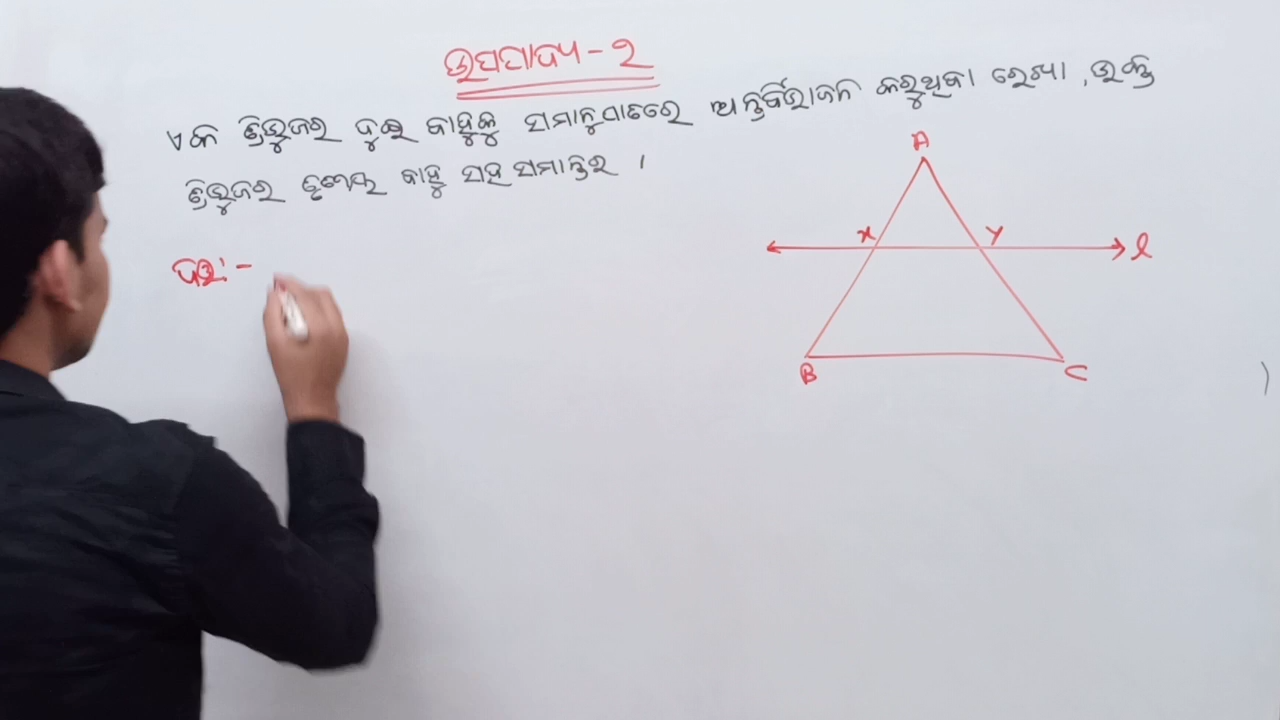 ଉପପାଦ୍ୟ - ୨
ଏକ ତ୍ରିଭୁଜର ଦୁଇ ବାହୁକୁ ସମାନୁପାତରେ ଅନ୍ତର୍ବିଭାଜନ କରୁଥିବା ରେଖା, ଉକ୍ତ
ତ୍ରିଭୁଜର ତୃତୀୟ ବାହୁ ସହ ସମାନ୍ତର ।
A
X Y l
ଦତ୍ତ :-
B C